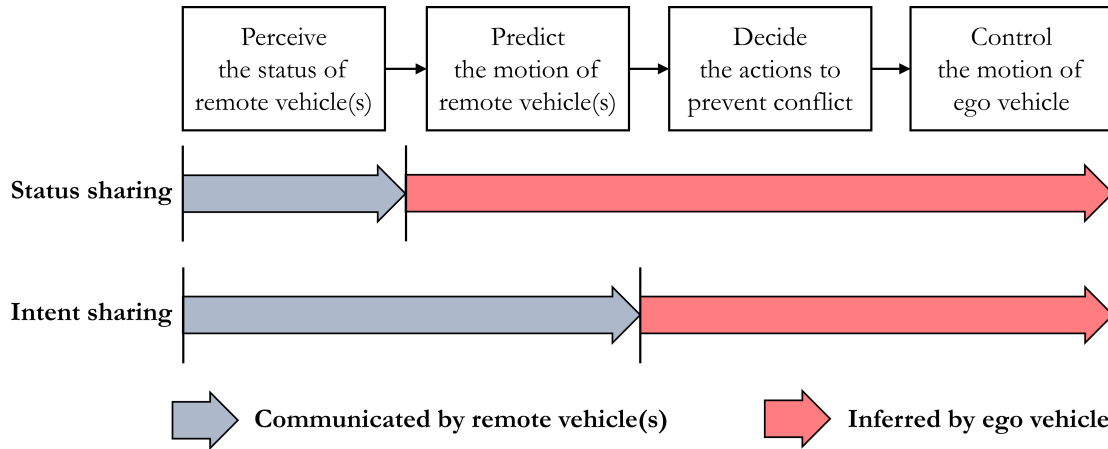 Perceive
the status of
remote vehicle(s)
Predict
the motion of
remote vehicle(s)
Decide
the actions to
prevent conflict
Control
the motion of
ego vehicle
Status sharing
Intent sharing
Communicated by remote vehicle(s)
Inferred by ego vehicle